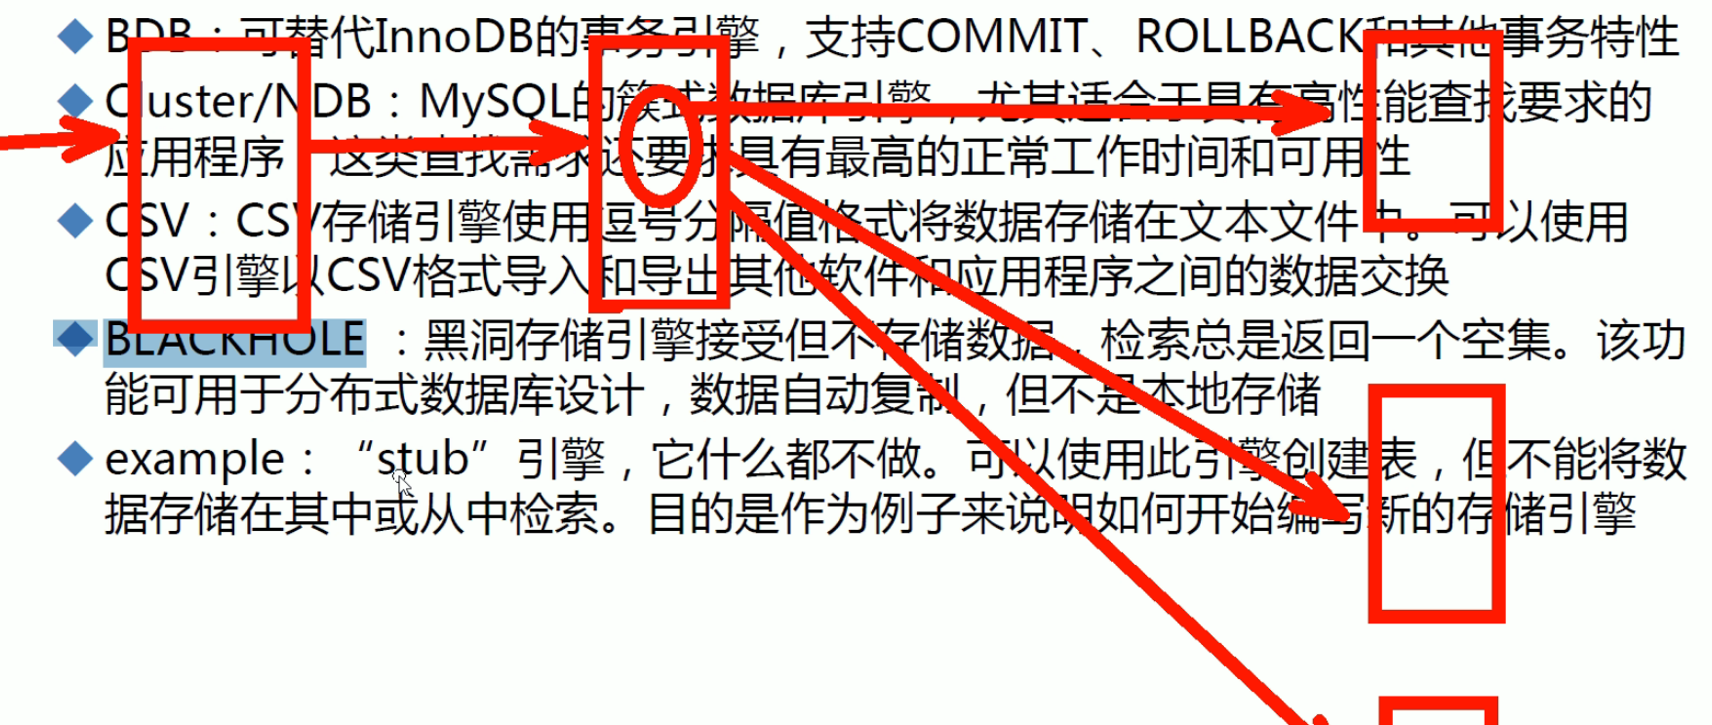 BDB：可替代InnoDB的事务引擎，支持COMMIT、ROLLBACK和其他事务特性
Cluster/NDB：MySQL的簇式数据库引擎，尤其适合于具有高性能查找要求的
应用程序，这类查找需求还要求具有最高的正常工作时间和可用性
CSV：CSV存储引擎使用逗号分隔值格式将数据存储在文本文件中。可以使用
CSV引擎以CSV格式导入和导出其他软件和应用程序之间的数据交换
BLACKHOLE ：黑洞存储引擎接受但不存储数据，检索总是返回一个空集。该功
能可用于分布式数据库设计，数据自动复制，但不是本地存储
example：“stub”引擎，它什么都不做。可以使用此引擎创建表，但不能将数
据存储在其中或从中检索。目的是作为例子来说明如何开始编写新的存储引擎